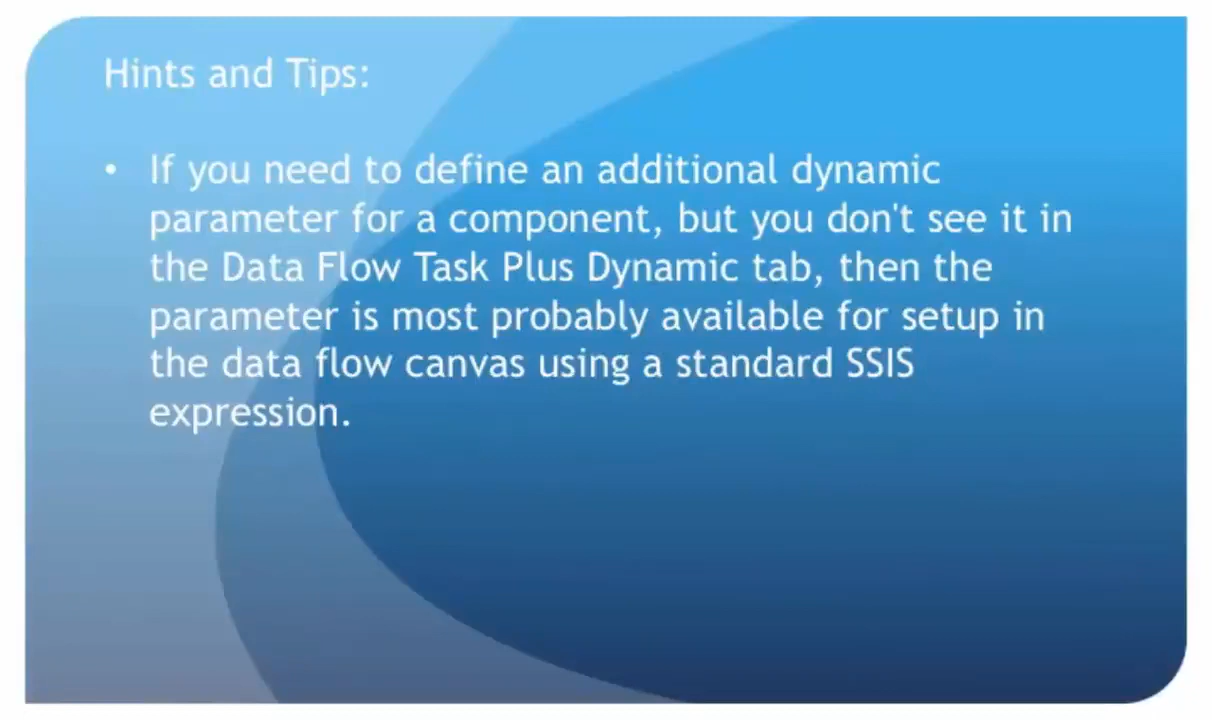 Hints and Tips:
• If you need to define an additional dynamic
parameter for a component, but you don't see it in
the Data Flow Task Plus Dynamic tab, then the
parameter is most probably available for setup in
the data flow canvas using a standard SSIS
expression.